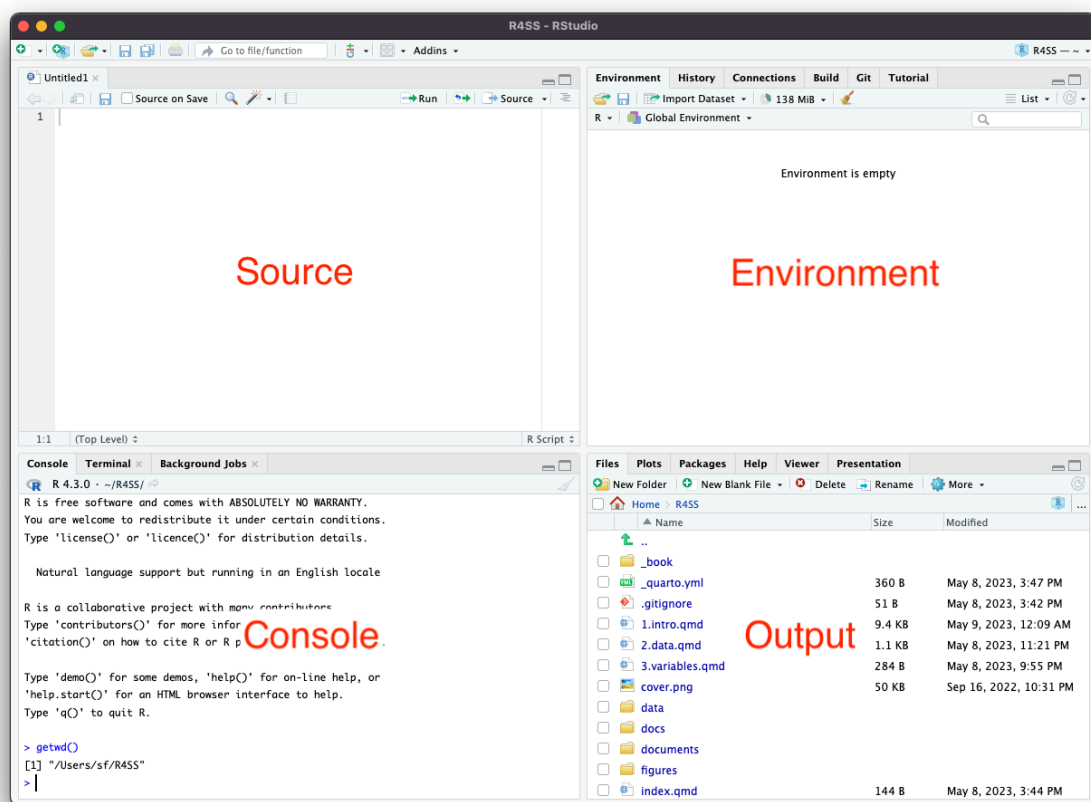 R4SS - RStudio
Go to file/function
Addins
R4SS — ~
Untitled1
Source on Save
Run
Source
1
Source
1:1 (Top Level) R Script
Environment History Connections Build Git Tutorial
Import Dataset 138 MiB List
R Global Environment
Environment is empty
Environment
Console Terminal Background Jobs
R 4.3.0 · ~/R4SS/
R is free software and comes with ABSOLUTELY NO WARRANTY.
You are welcome to redistribute it under certain conditions.
Type 'license()' or 'licence()' for distribution details.
Natural language support but running in an English locale
R is a collaborative project with many contributors
Type 'contributors()' for more
'citation()' on how to cite R or R
Console
Type 'demo()' for some demos, 'help()' for on-line help, or
'help.start()' for an HTML browser interface to help.
Type 'q()' to quit R.
> getwd()
[1] "/Users/sf/R4SS"
>
Files Plots Packages Help Viewer Presentation
New Folder New Blank File Delete Rename More
Home R4SS ...
Name Size Modified
..
_book
_quarto.yml 360 B May 8, 2023, 3:47 PM
.gitignore 51 B May 8, 2023, 3:42 PM
1.intro.qmd 9.4 KB May 9, 2023, 12:09 AM
2.data.qmd 1.1 KB May 8, 2023, 11:21 PM
3.variables.qmd 284 B May 8, 2023, 9:55 PM
cover.png 50 KB Sep 16, 2022, 10:31 PM
data
docs
documents
figures
index.qmd 144 B May 8, 2023, 3:44 PM
Output